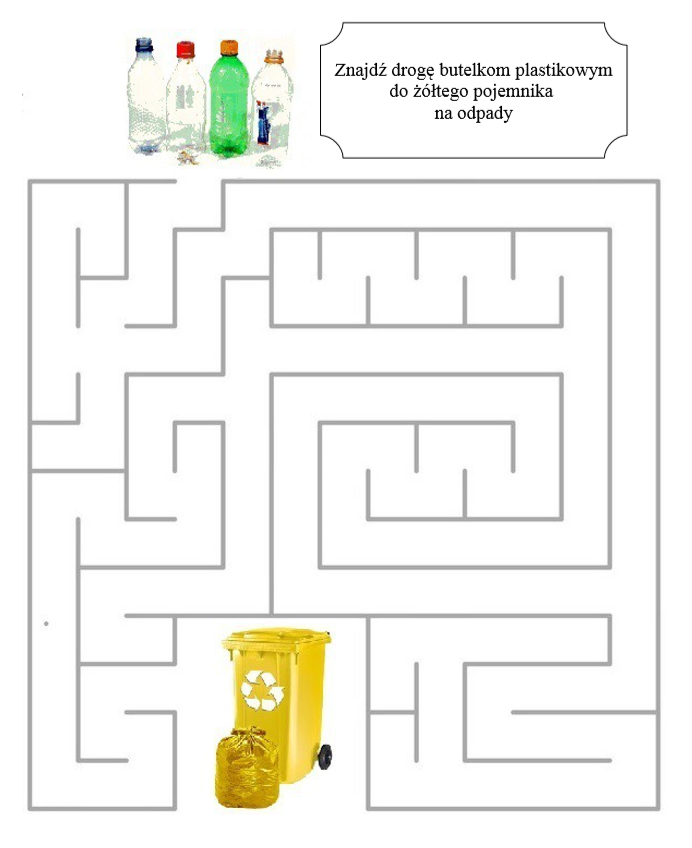 Znajdź drogę butelkom plastikowym
do żółtego pojemnika
na odpady